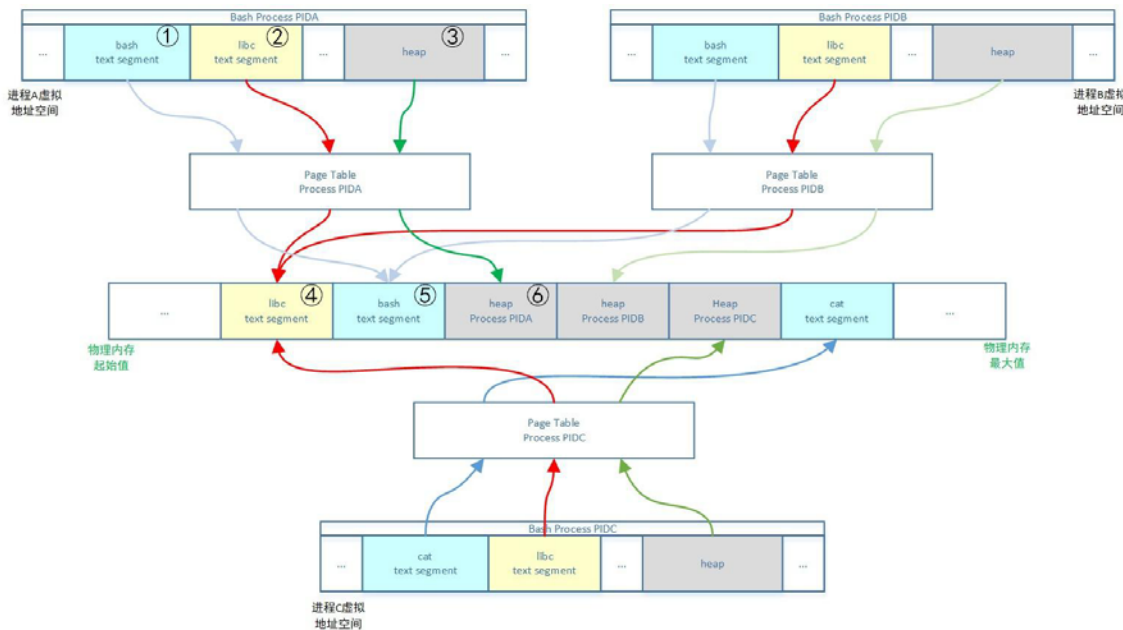 Bash Process PIDA
...
bash
text segment
①
libc
text segment
②
...
heap
③
...
进程A虚拟
地址空间
Bash Process PIDB
...
bash
text segment
libc
text segment
...
heap
...
进程B虚拟
地址空间
Page Table
Process PIDA
Page Table
Process PIDB
...
libc
text segment
④
bash
text segment
⑤
heap
Process PIDA
⑥
heap
Process PIDB
Heap
Process PIDC
cat
text segment
...
物理内存
起始值
物理内存
最大值
Page Table
Process PIDC
Bash Process PIDC
...
cat
text segment
libc
text segment
...
heap
...
进程C虚拟
地址空间